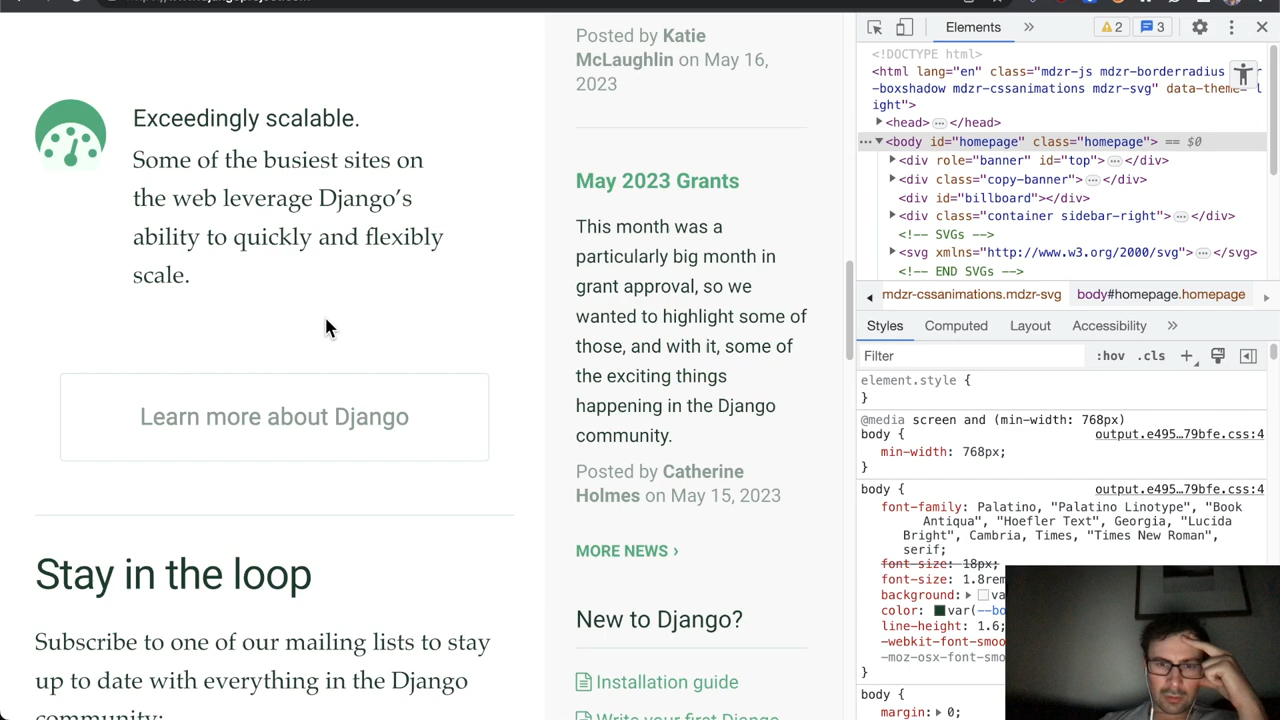 Exceedingly scalable.
Some of the busiest sites on
the web leverage Django’s
ability to quickly and flexibly
scale.
Learn more about Django
Stay in the loop
Subscribe to one of our mailing lists to stay
up to date with everything in the Django
community:
Posted by Katie
McLaughlin on May 16,
2023
May 2023 Grants
This month was a
particularly big month in
grant approval, so we
wanted to highlight some of
those, and with it, some of
the exciting things
happening in the Django
community.
Posted by Catherine
Holmes on May 15, 2023
MORE NEWS ›
New to Django?
Installation guide
Write your first Django
Elements
»
2
3
<!DOCTYPE html>
<html lang="en" class="mdzr-js mdzr-borderradius
-boxshadow mdzr-cssanimations mdzr-svg" data-theme="l
ight">
<head> … </head>
… <body id="homepage" class="homepage"> == $0
<div role="banner" id="top"> … </div>
<div class="copy-banner"> … </div>
<div id="billboard"></div>
<div class="container sidebar-right"> … </div>
<!-- SVGs -->
<svg xmlns="http://www.w3.org/2000/svg"> … </svg>
<!-- END SVGs -->
mdzr-cssanimations.mdzr-svg body#homepage.homepage
Styles Computed Layout Accessibility »
Filter :hov .cls +
element.style {
}
@media screen and (min-width: 768px)
body { output.e495…79bfe.css:4
min-width: 768px;
}
body { output.e495…79bfe.css:4
font-family: Palatino, "Palatino Linotype", "Book
Antiqua", "Hoefler Text", Georgia, "Lucida
Bright", Cambria, Times, "Times New Roman",
serif;
font-size: 18px;
font-size: 1.8rem
background: va
color: var(--bo
line-height: 1.6;
-webkit-font-smoo
-moz-osx-font-smo
}
body {
margin: 0;